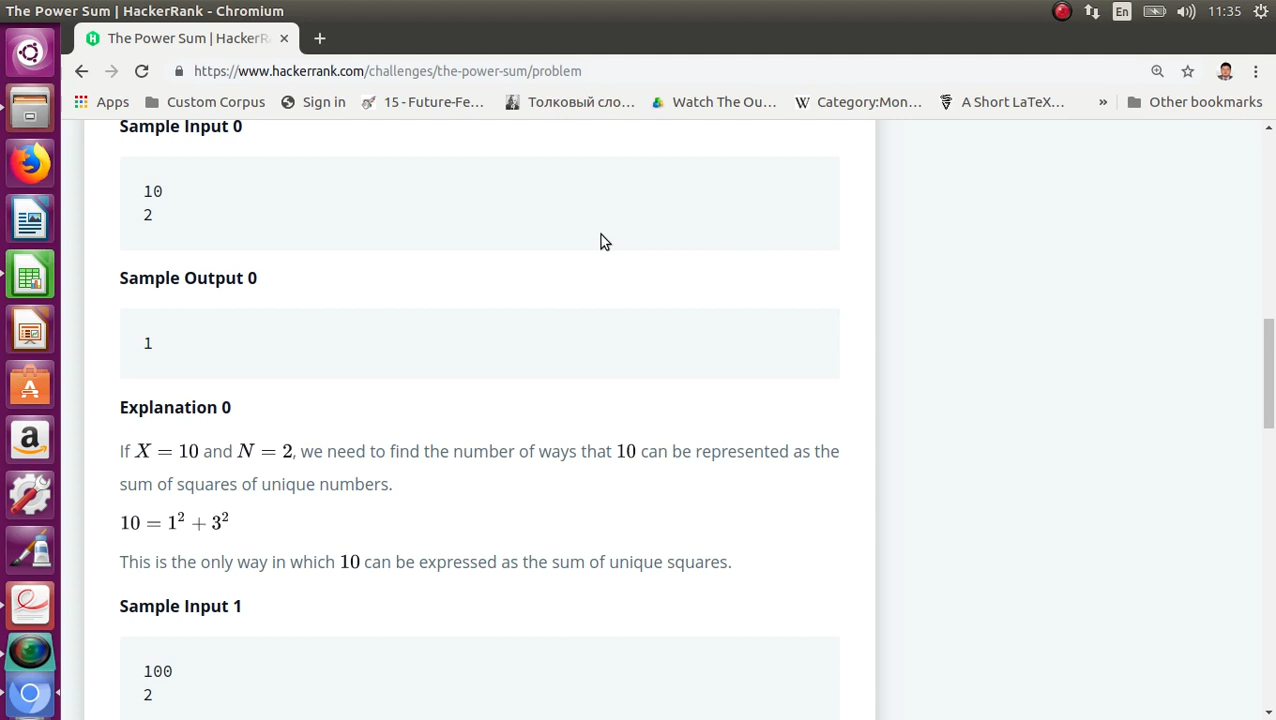 The Power Sum | HackerRank - Chromium
En
11:35
The Power Sum | HackerRa
https://www.hackerrank.com/challenges/the-power-sum/problem
Apps Custom Corpus Sign in 15 - Future-Fe... Толковый сло... Watch The Ou... Category:Mon... A Short LaTeX... » Other bookmarks
Sample Input 0
10
2
Sample Output 0
1
Explanation 0
If X = 10 and N = 2, we need to find the number of ways that 10 can be represented as the
sum of squares of unique numbers.
10 = 1² + 3²
This is the only way in which 10 can be expressed as the sum of unique squares.
Sample Input 1
100
2